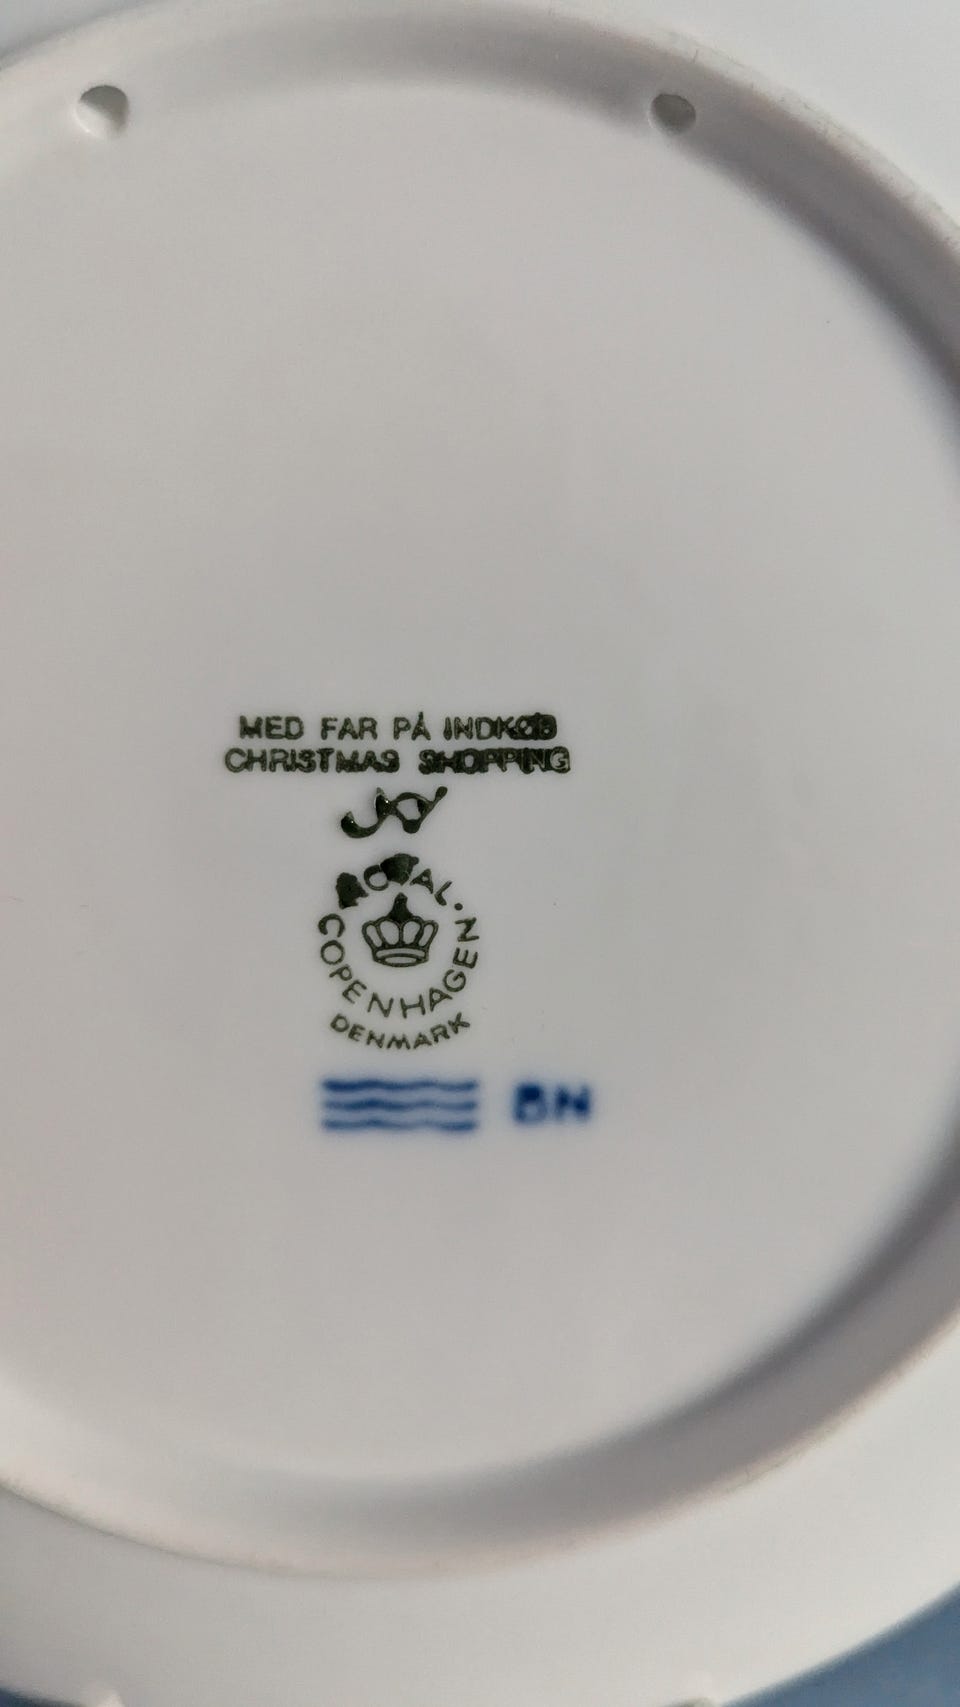 MED FAR PÅ INDKØB
CHRISTMAS SHOPPING
ROYAL.
COPENHAGEN
DENMARK
BN